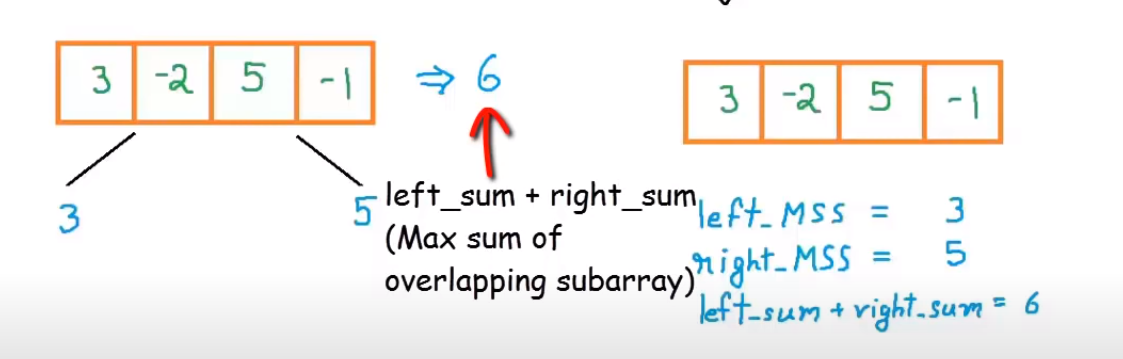 3 -2 5 -1 ⇒ 6
3 5
left_sum + right_sum
(Max sum of
overlapping subarray)
3 -2 5 -1
left_MSS = 3
right_MSS = 5
left_sum + right_sum = 6